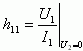 h₁₁ = U₁/I₁ |U₂=0